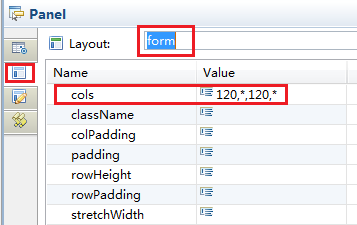 Panel
Layout: form
Name Value
cols 120,*,120,*
className
colPadding
padding
rowHeight
rowPadding
stretchWidth